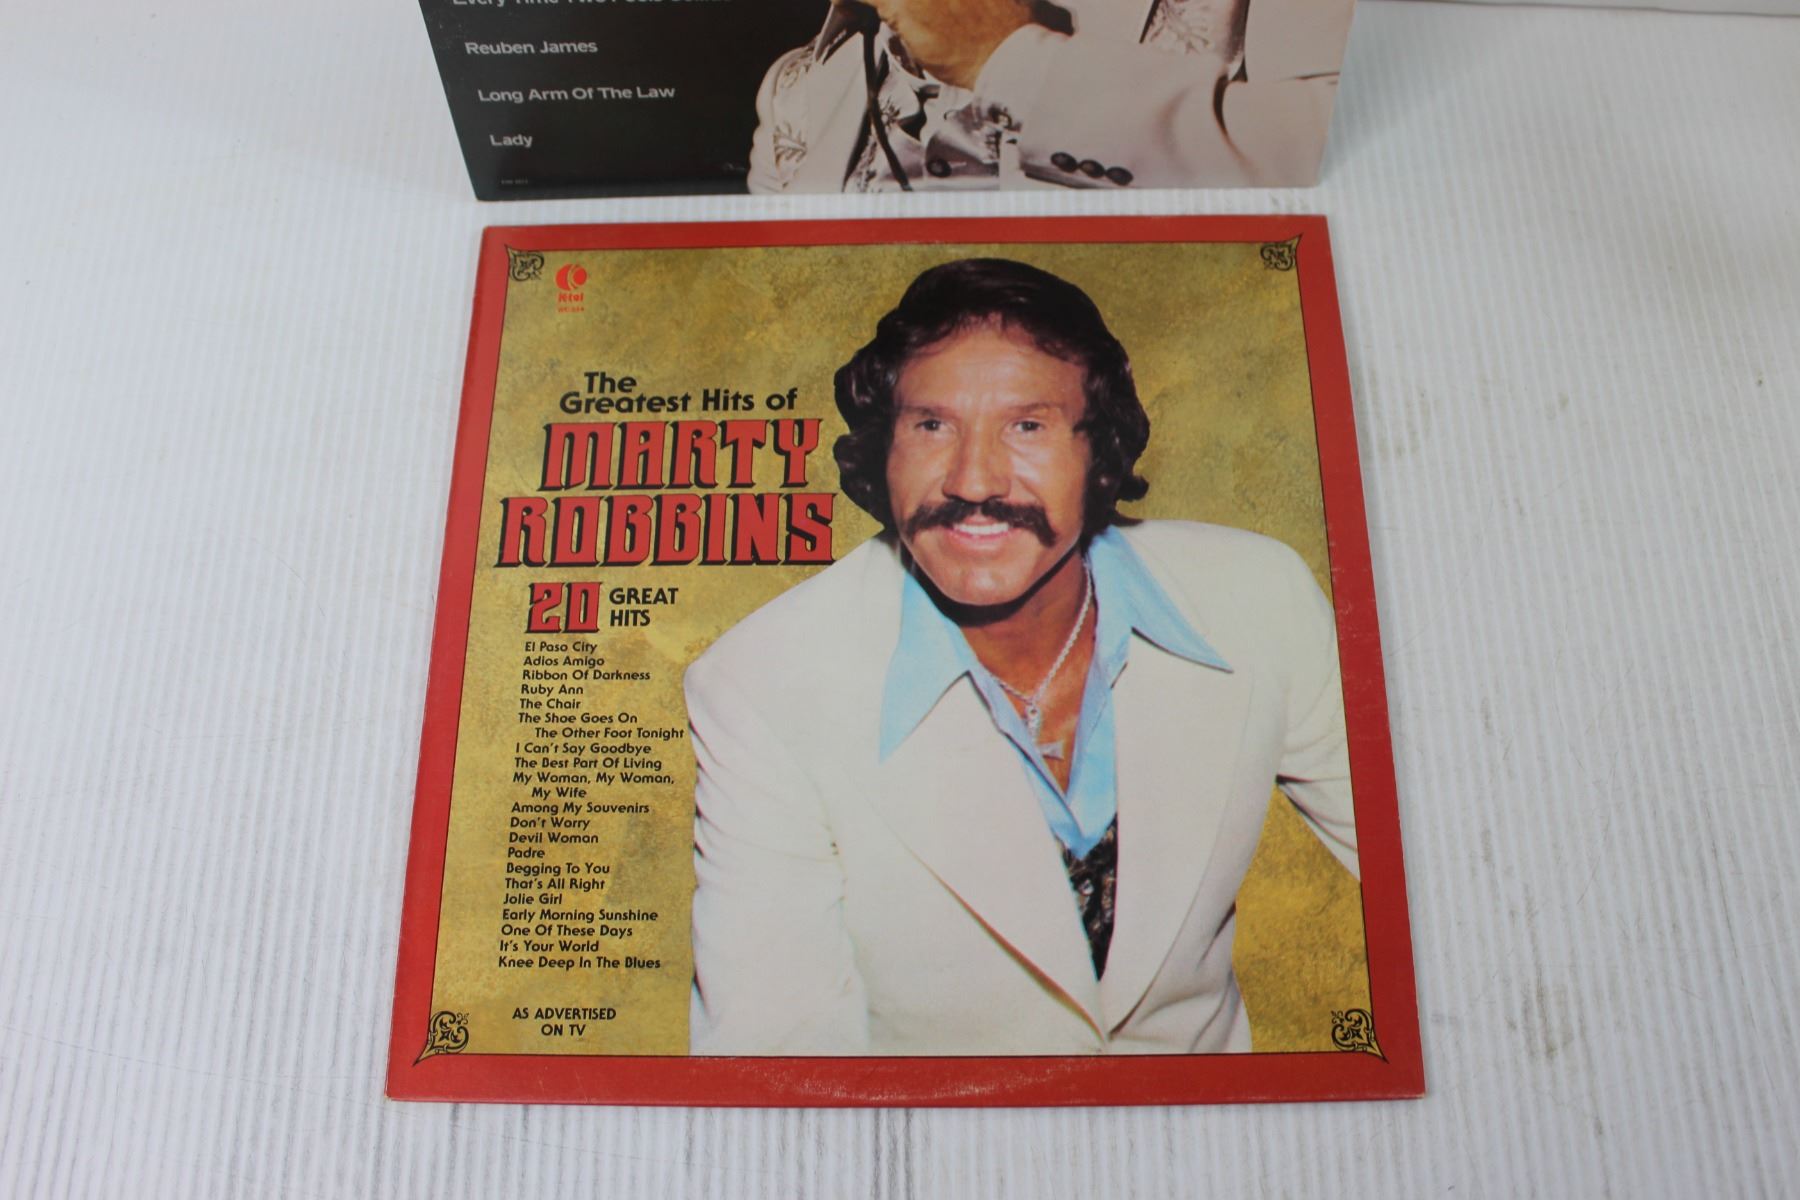 Reuben James
Long Arm Of The Law
Lady
K-tel
WC-334
The
Greatest Hits of
MARTY
ROBBINS
20 GREAT
HITS
El Paso City
Adios Amigo
Ribbon Of Darkness
Ruby Ann
The Chair
The Shoe Goes On
The Other Foot Tonight
I Can't Say Goodbye
The Best Part Of Living
My Woman, My Woman,
My Wife
Among My Souvenirs
Don't Worry
Devil Woman
Padre
Begging To You
That's All Right
Jolie Girl
Early Morning Sunshine
One Of These Days
It's Your World
Knee Deep In The Blues
AS ADVERTISED
ON TV